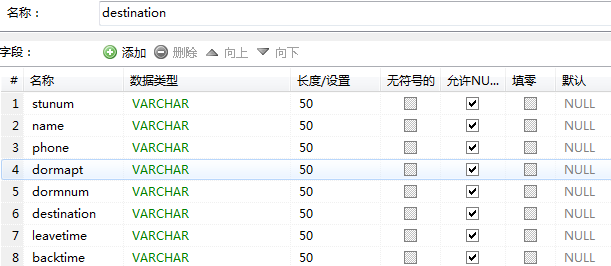 名称： destination
字段： 添加 删除 向上 向下
# 名称 数据类型 长度/设置 无符号的 允许NU... 填零 默认
1 stunum VARCHAR 50 NULL
2 name VARCHAR 50 NULL
3 phone VARCHAR 50 NULL
4 dormapt VARCHAR 50 NULL
5 dormnum VARCHAR 50 NULL
6 destination VARCHAR 50 NULL
7 leavetime VARCHAR 50 NULL
8 backtime VARCHAR 50 NULL